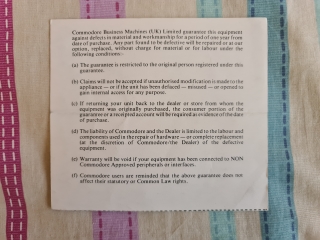 Commodore Business Machines (UK) Limited guarantee this equipment
against defects in material and workmanship for a period of one year from
date of purchase. Any part found to be defective will be repaired or at our
option, replaced, without charge for material or for labour under the
following conditions:-
(a) The guarantee is restricted to the original person registered under this
guarantee.
(b) Claims will not be accepted if unauthorised modification is made to the
appliance — or if the unit has been defaced — misused — or opened to
gain internal access for any purpose.
(c) If returning your unit back to the dealer or store from where the
equipment was originally purchased, the consumer portion of the
guarantee or a receipted account will be required as evidence of the date
of purchase.
(d) The liability of Commodore and the Dealer is limited to the labour and
components used in the repair of hardware — or complete replacement
(at the discretion of Commodore/the Dealer) of the defective
equipment.
(e) Warranty will be void if your equipment has been connected to NON
Commodore Approved peripherals or interfaces.
(f) Commodore users are reminded that the above guarantee does not
affect their statutory or Common Law rights.